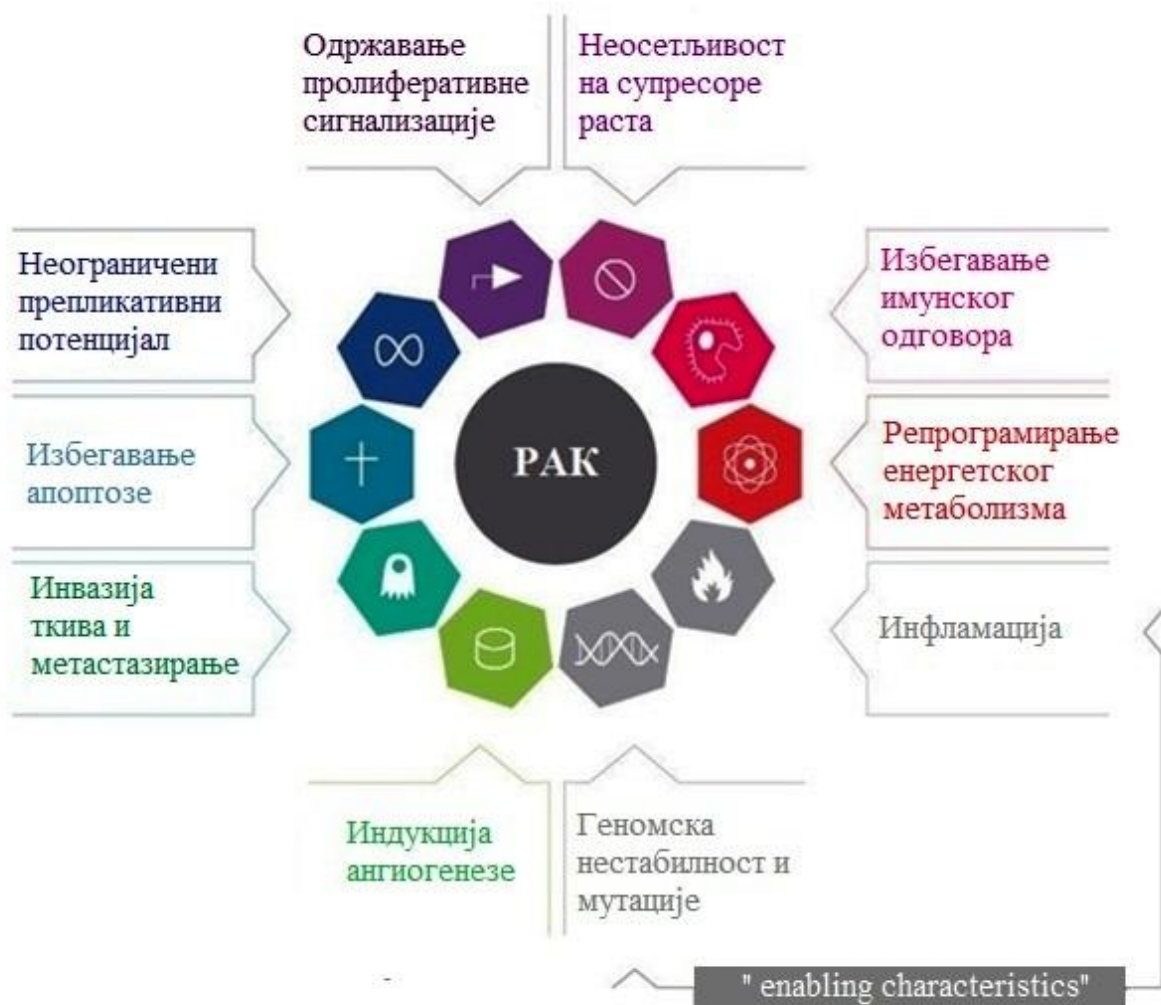 Одржавање
пролиферативне
сигнализације
Неосетљивост
на супресоре
раста
Неограничени
препликативни
потенцијал
Избегавање
имунског
одговора
Избегавање
апоптозе
РАК
Репрограмирање
енергетског
метаболизма
Инвазија
ткива и
метастазирање
Инфламација
Индукција
ангиогенезе
Геномска
нестабилност и
мутације
" enabling characteristics"